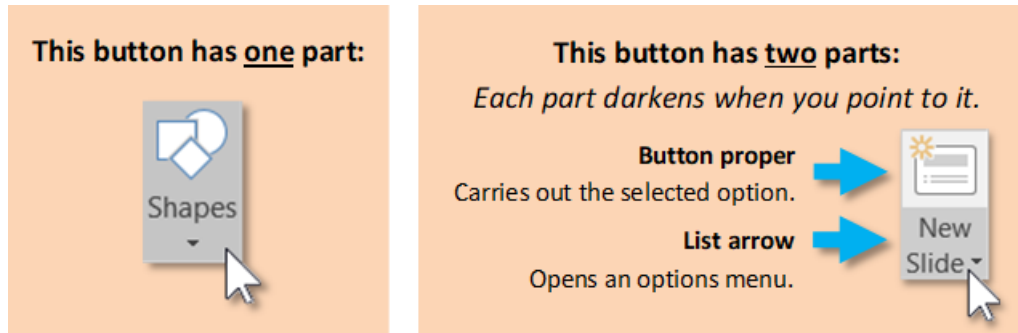 This button has one part:
Shapes
This button has two parts:
Each part darkens when you point to it.
Button proper
Carries out the selected option.
List arrow
Opens an options menu.
New
Slide